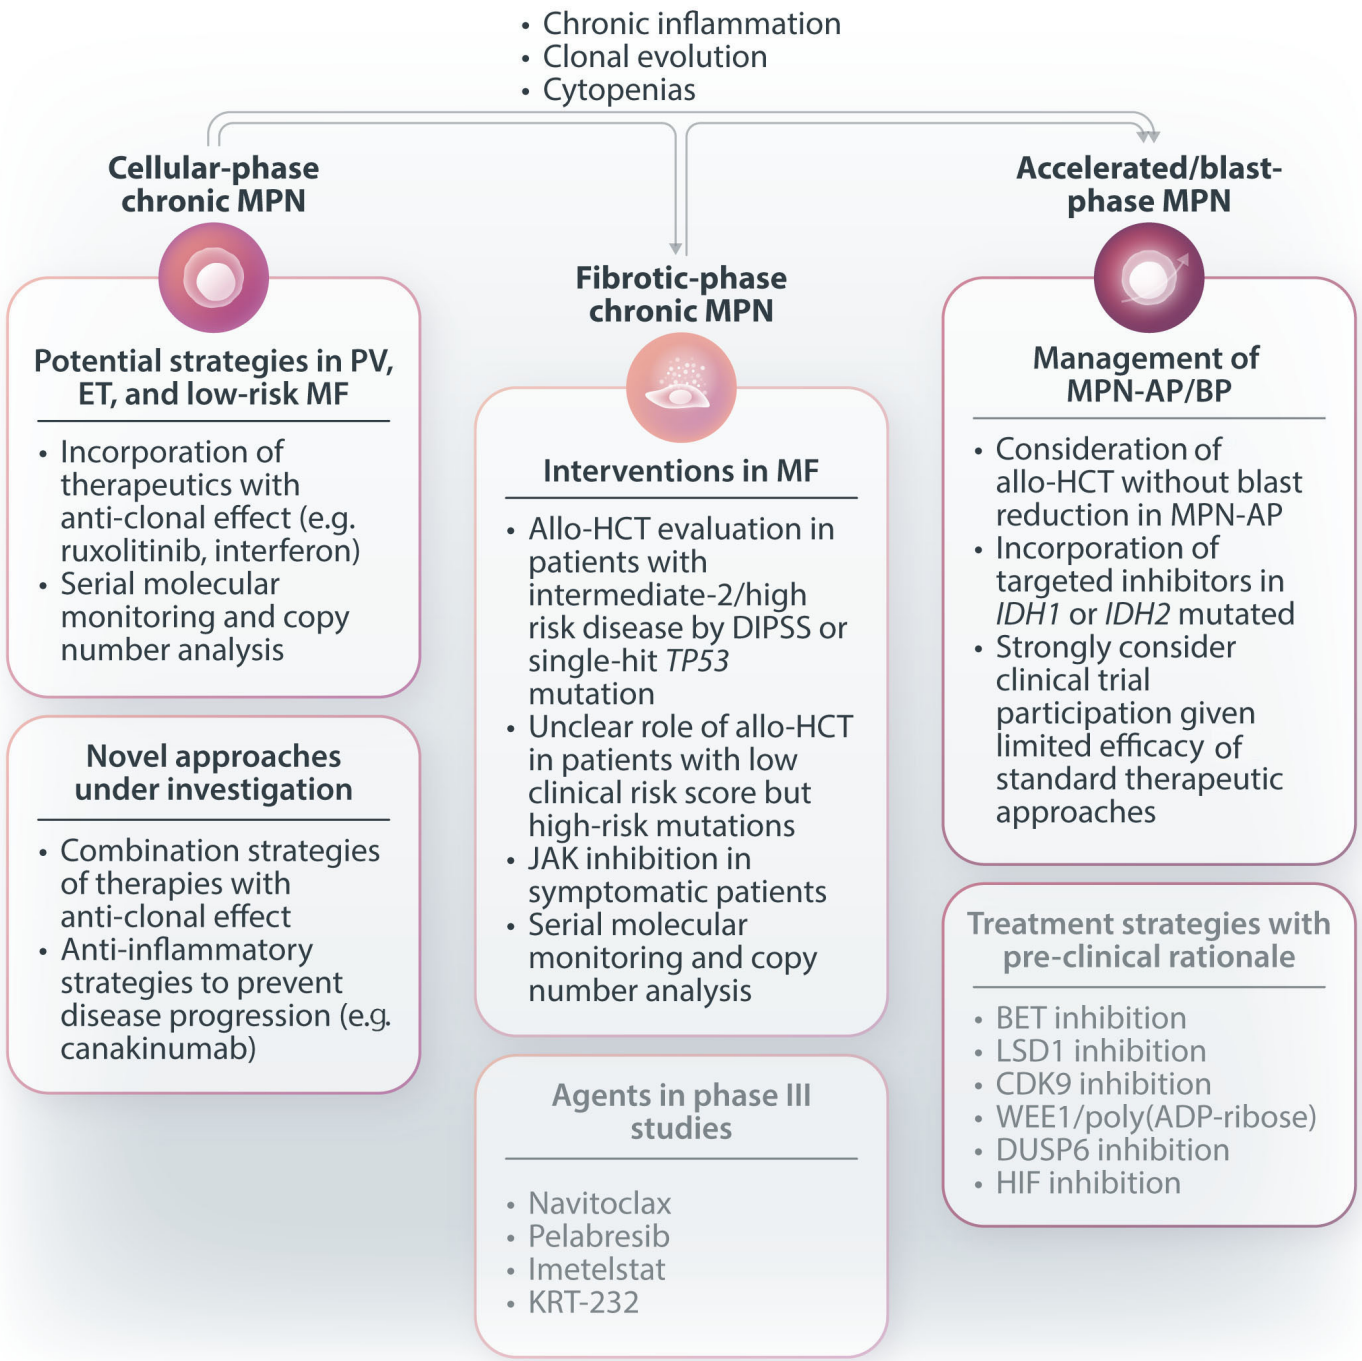 • Chronic inflammation
• Clonal evolution
• Cytopenias
Cellular-phase
chronic MPN
Potential strategies in PV,
ET, and low-risk MF
• Incorporation of
therapeutics with
anti-clonal effect (e.g.
ruxolitinib, interferon)
• Serial molecular
monitoring and copy
number analysis
Novel approaches
under investigation
• Combination strategies
of therapies with
anti-clonal effect
• Anti-inflammatory
strategies to prevent
disease progression (e.g.
canakinumab)
Fibrotic-phase
chronic MPN
Interventions in MF
• Allo-HCT evaluation in
patients with
intermediate-2/high
risk disease by DIPSS or
single-hit TP53
mutation
• Unclear role of allo-HCT
in patients with low
clinical risk score but
high-risk mutations
• JAK inhibition in
symptomatic patients
• Serial molecular
monitoring and copy
number analysis
Agents in phase III
studies
• Navitoclax
• Pelabresib
• Imetelstat
• KRT-232
Accelerated/blast-
phase MPN
Management of
MPN-AP/BP
• Consideration of
allo-HCT without blast
reduction in MPN-AP
• Incorporation of
targeted inhibitors in
IDH1 or IDH2 mutated
• Strongly consider
clinical trial
participation given
limited efficacy of
standard therapeutic
approaches
Treatment strategies with
pre-clinical rationale
• BET inhibition
• LSD1 inhibition
• CDK9 inhibition
• WEE1/poly(ADP-ribose)
• DUSP6 inhibition
• HIF inhibition